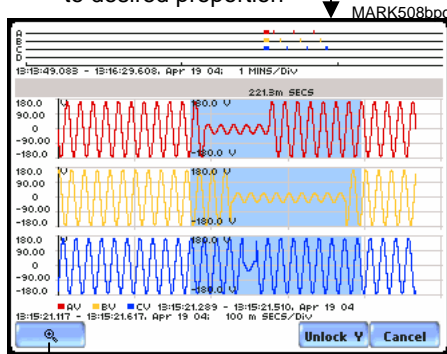 to desired proportion
MARK508bpc
A
B
C
D
13:13:49.083 - 13:16:29.608, Apr 19 04; 1 MINS/Div
221.3m SECS
180.0 V 180.0 V
90.00
0
-90.00
-180.0 -180.0 V
180.0 V 180.0 V
90.00
0
-90.00
-180.0 -180.0 V
180.0 V 180.0 V
90.00
0
-90.00
-180.0 -180.0 V
AV BV CV 13:15:21.289 - 13:15:21.510, Apr 19 04
13:15:21.117 - 13:15:21.617, Apr 19 04; 100 m SECS/Div
Unlock Y Cancel